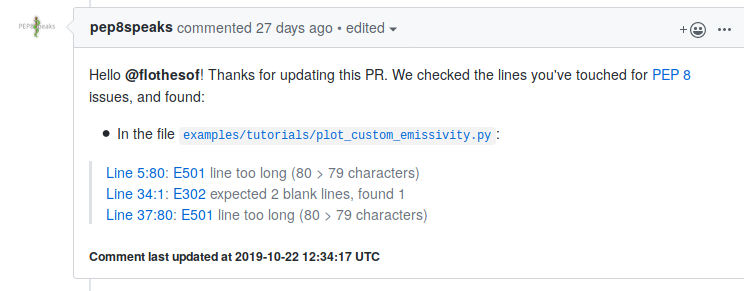 PEP8Speaks
pep8speaks commented 27 days ago • edited
Hello @flothesof! Thanks for updating this PR. We checked the lines you've touched for PEP 8
issues, and found:
• In the file examples/tutorials/plot_custom_emissivity.py:
Line 5:80: E501 line too long (80 > 79 characters)
Line 34:1: E302 expected 2 blank lines, found 1
Line 37:80: E501 line too long (80 > 79 characters)
Comment last updated at 2019-10-22 12:34:17 UTC